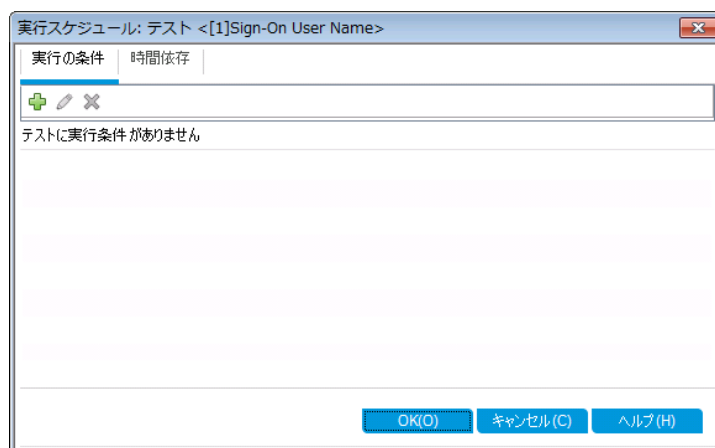 実行スケジュール: テスト <[1]Sign-On User Name>
実行の条件 時間依存
テストに実行条件がありません
OK(O) キャンセル(C) ヘルプ(H)